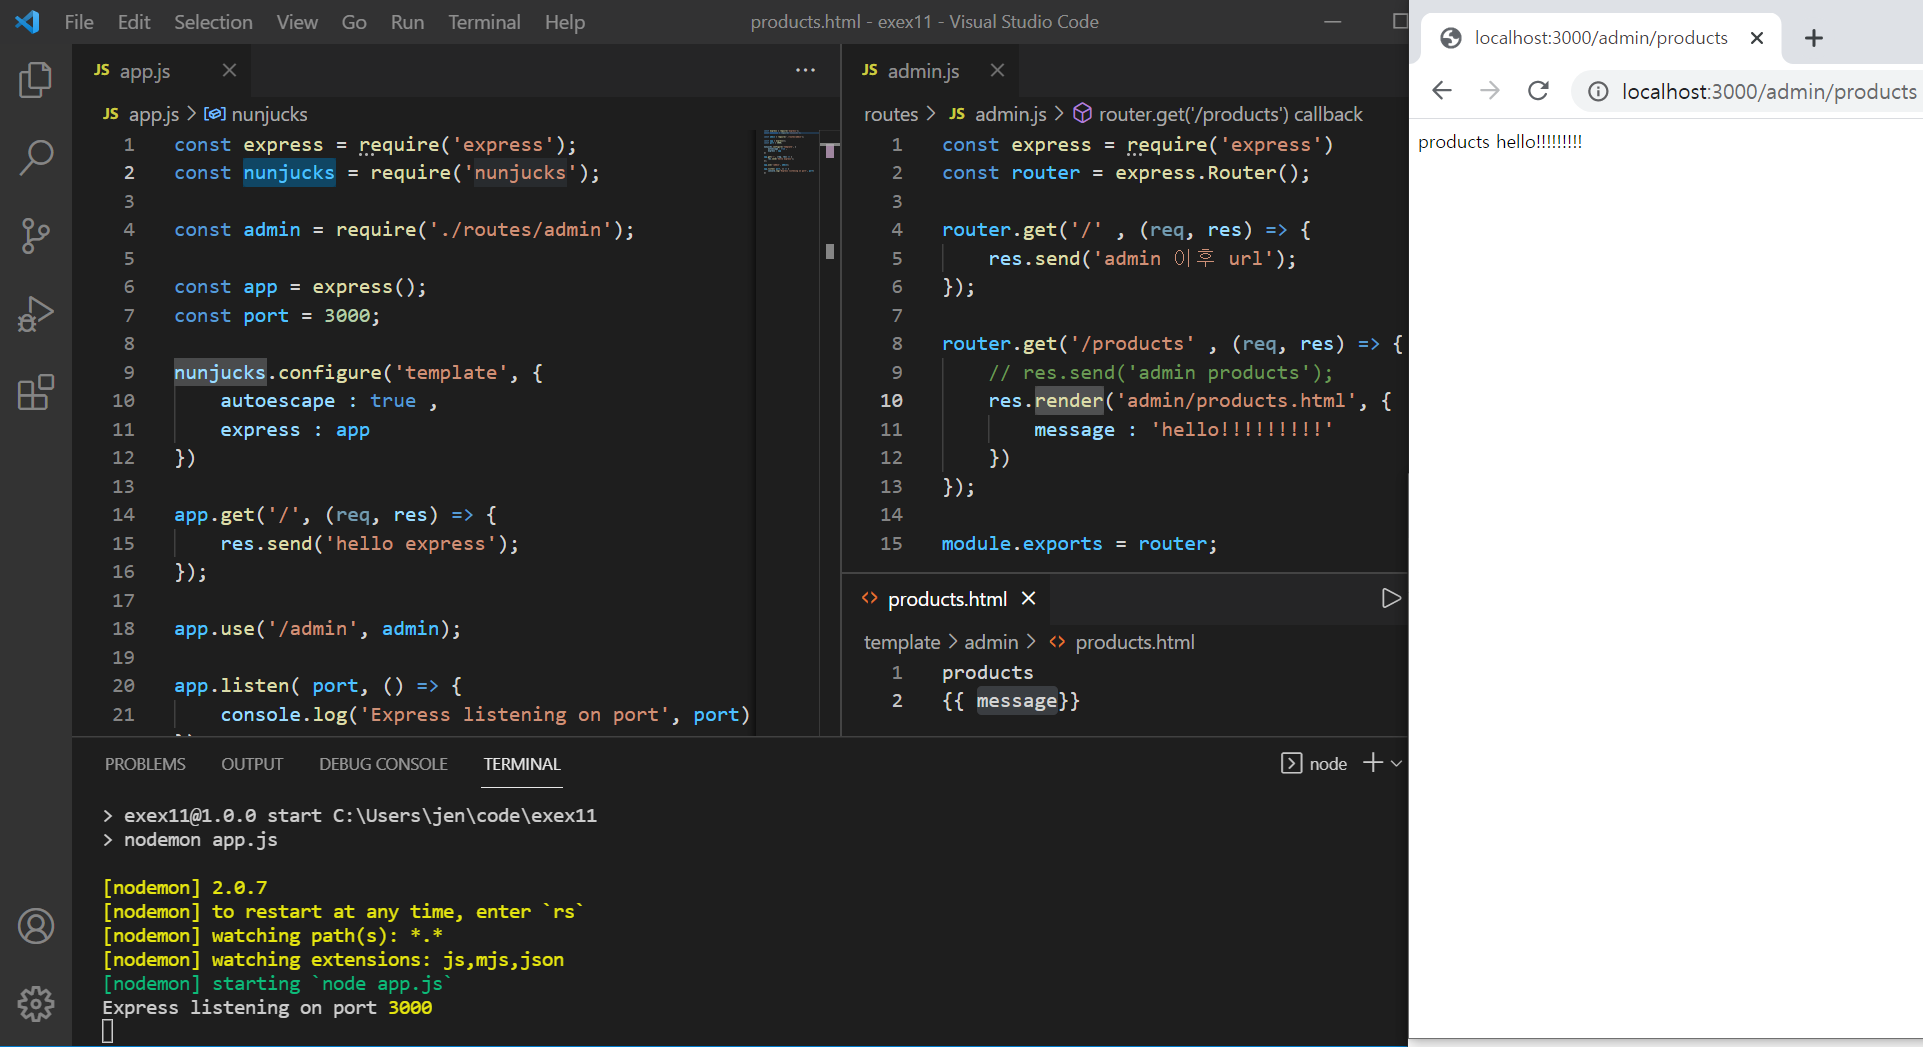 File Edit Selection View Go Run Terminal Help products.html - exex11 - Visual Studio Code
JS app.js
JS app.js > nunjucks
1 const express = require('express');
2 const nunjucks = require('nunjucks');
3
4 const admin = require('./routes/admin');
5
6 const app = express();
7 const port = 3000;
8
9 nunjucks.configure('template', {
10 autoescape : true ,
11 express : app
12 })
13
14 app.get('/', (req, res) => {
15 res.send('hello express');
16 });
17
18 app.use('/admin', admin);
19
20 app.listen( port, () => {
21 console.log('Express listening on port', port)
JS admin.js
routes > JS admin.js > router.get('/products') callback
1 const express = require('express')
2 const router = express.Router();
3
4 router.get('/' , (req, res) => {
5 res.send('admin 이후 url');
6 });
7
8 router.get('/products' , (req, res) => {
9 // res.send('admin products');
10 res.render('admin/products.html', {
11 message : 'hello!!!!!!!!!'
12 })
13 });
14
15 module.exports = router;
products.html
template > admin > products.html
1 products
2 {{ message}}
PROBLEMS OUTPUT DEBUG CONSOLE TERMINAL
node
> exex11@1.0.0 start C:\Users\jen\code\exex11
> nodemon app.js
[nodemon] 2.0.7
[nodemon] to restart at any time, enter `rs`
[nodemon] watching path(s): *.*
[nodemon] watching extensions: js,mjs,json
[nodemon] starting `node app.js`
Express listening on port 3000
localhost:3000/admin/products
localhost:3000/admin/products
products hello!!!!!!!!!